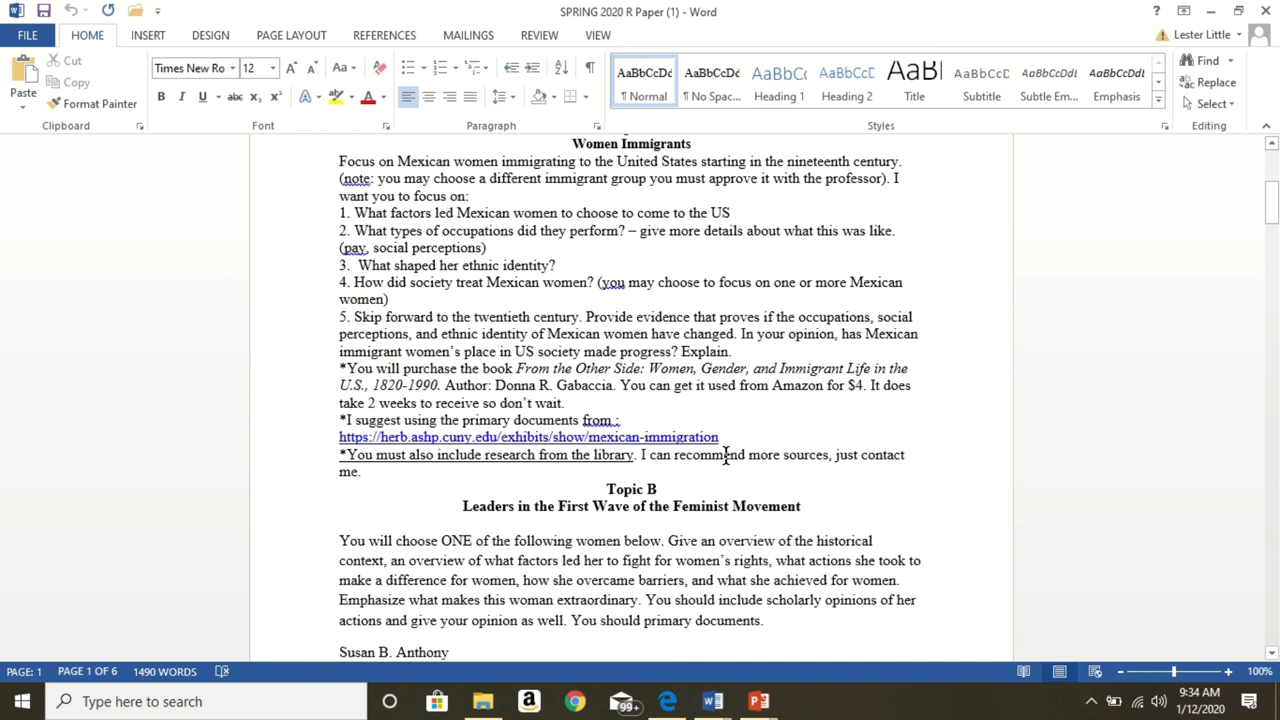 SPRING 2020 R Paper (1) - Word
FILE HOME INSERT DESIGN PAGE LAYOUT REFERENCES MAILINGS REVIEW VIEW Lester Little
Cut
Copy
Format Painter
Paste
Times New Ro 12
Find
Replace
Select
AaBbCcDd AaBbCcDd AaBbCc AaBbCc AaBl AaBbCcD AaBbCcDd AaBbCcDd
¶ Normal ¶ No Spac... Heading 1 Heading 2 Title Subtitle Subtle Em... Emphasis
Clipboard Font Paragraph Styles Editing
Women Immigrants
Focus on Mexican women immigrating to the United States starting in the nineteenth century.
(note: you may choose a different immigrant group you must approve it with the professor). I
want you to focus on:
1. What factors led Mexican women to choose to come to the US
2. What types of occupations did they perform? – give more details about what this was like.
(pay, social perceptions)
3.  What shaped her ethnic identity?
4. How did society treat Mexican women? (you may choose to focus on one or more Mexican
women)
5. Skip forward to the twentieth century. Provide evidence that proves if the occupations, social
perceptions, and ethnic identity of Mexican women have changed. In your opinion, has Mexican
immigrant women's place in US society made progress? Explain.
*You will purchase the book From the Other Side: Women, Gender, and Immigrant Life in the
U.S., 1820-1990. Author: Donna R. Gabaccia. You can get it used from Amazon for $4. It does
take 2 weeks to receive so don't wait.
*I suggest using the primary documents from :
https://herb.ashp.cuny.edu/exhibits/show/mexican-immigration
*You must also include research from the library. I can recommend more sources, just contact
me.
Topic B
Leaders in the First Wave of the Feminist Movement
You will choose ONE of the following women below. Give an overview of the historical
context, an overview of what factors led her to fight for women's rights, what actions she took to
make a difference for women, how she overcame barriers, and what she achieved for women.
Emphasize what makes this woman extraordinary. You should include scholarly opinions of her
actions and give your opinion as well. You should primary documents.
Susan B. Anthony
PAGE: 1 PAGE 1 OF 6 1490 WORDS 100%
Type here to search 99+ 9:34 AM
1/12/2020